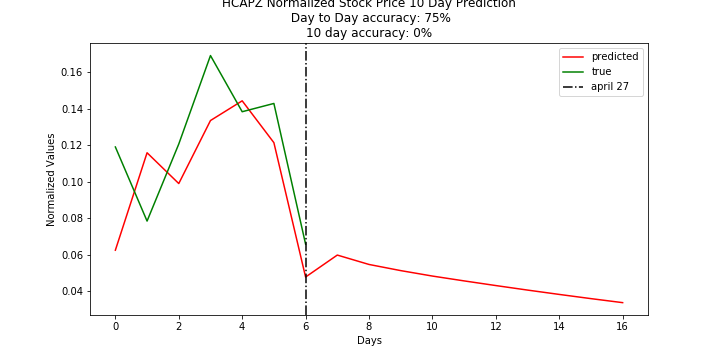 HCAPZ Normalized Stock Price 10 Day Prediction
Day to Day accuracy: 75%
10 day accuracy: 0%
predicted
true
april 27
0.16
0.14
0.12
0.10
0.08
0.06
0.04
Normalized Values
0 2 4 6 8 10 12 14 16
Days